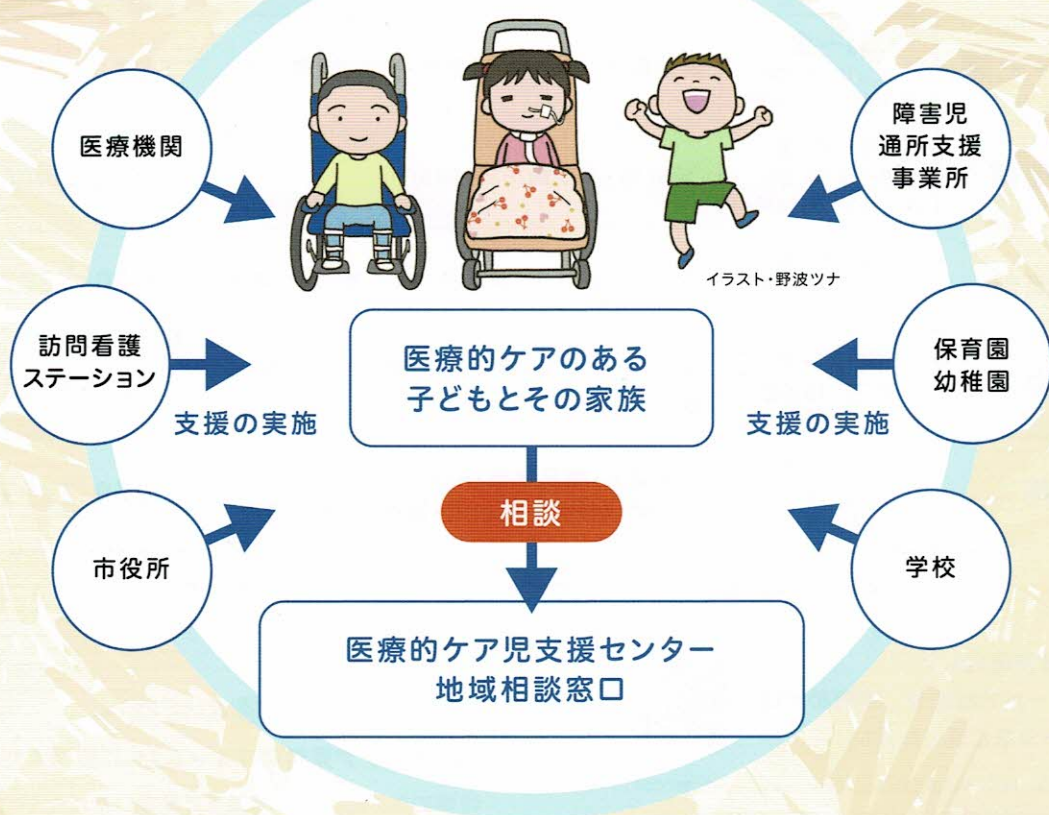 医療機関
障害児
通所支援
事業所
イラスト・野波ツナ
訪問看護
ステーション
医療的ケアのある
子どもとその家族
保育園
幼稚園
支援の実施
支援の実施
相談
市役所
学校
医療的ケア児支援センター
地域相談窓口